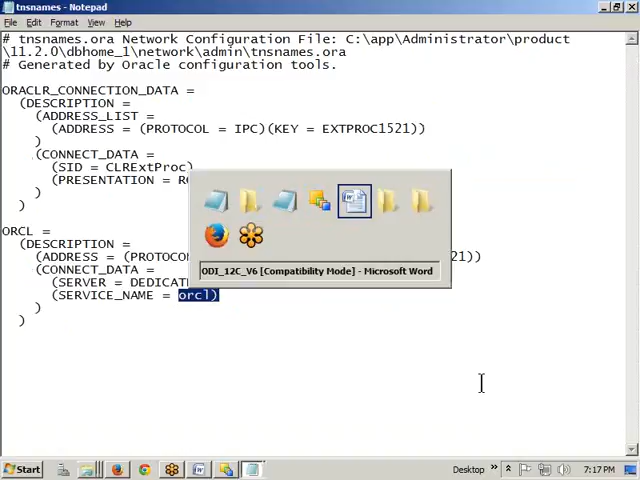 tnsnames - Notepad
File Edit Format View Help
# tnsnames.ora Network Configuration File: C:\app\Administrator\product
\11.2.0\dbhome_1\network\admin\tnsnames.ora
# Generated by Oracle configuration tools.
ORACLR_CONNECTION_DATA =
(DESCRIPTION =
(ADDRESS_LIST =
(ADDRESS = (PROTOCOL = IPC)(KEY = EXTPROC1521))
)
(CONNECT_DATA =
(SID = CLRExtProc)
(PRESENTATION = RO
)
)
ODI_12C_V6 [Compatibility Mode] - Microsoft Word
ORCL =
(DESCRIPTION =
(ADDRESS = (PROTOCO 21))
(CONNECT_DATA =
(SERVER = DEDICAT
(SERVICE_NAME = orcl)
)
)
Start Desktop » 7:17 PM